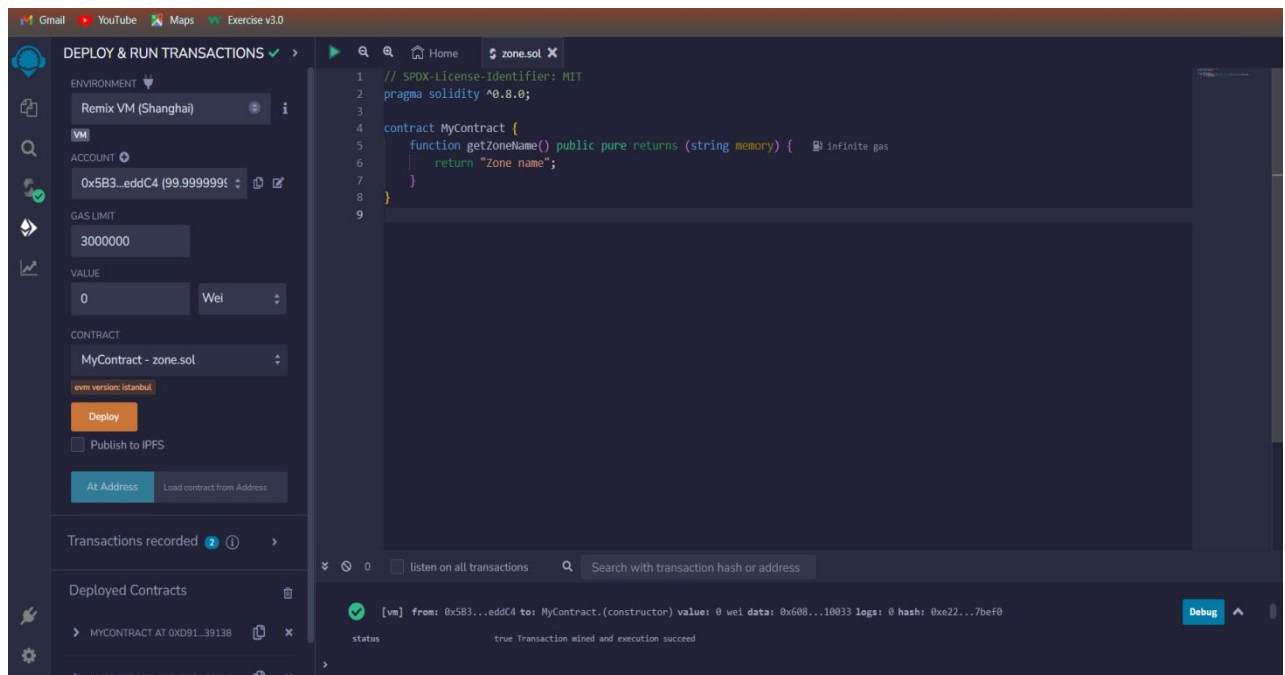 Gmail YouTube Maps Exercise v3.0
DEPLOY & RUN TRANSACTIONS
ENVIRONMENT
Remix VM (Shanghai)
VM
ACCOUNT
0x5B3...eddC4 (99.9999999
GAS LIMIT
3000000
VALUE
0 Wei
CONTRACT
MyContract - zone.sol
evm version: istanbul
Deploy
Publish to IPFS
At Address Load contract from Address
Transactions recorded 2
Deployed Contracts
MYCONTRACT AT 0XD91...39138
Home zone.sol
1 // SPDX-License-Identifier: MIT
2 pragma solidity ^0.8.0;
3
4 contract MyContract {
5 function getZoneName() public pure returns (string memory) { infinite gas
6 return "Zone name";
7 }
8 }
9
0 listen on all transactions Search with transaction hash or address
[vm] from: 0x5B3...eddC4 to: MyContract.(constructor) value: 0 wei data: 0x608...10033 logs: 0 hash: 0xe22...7bef0 Debug
status true Transaction mined and execution succeed
>